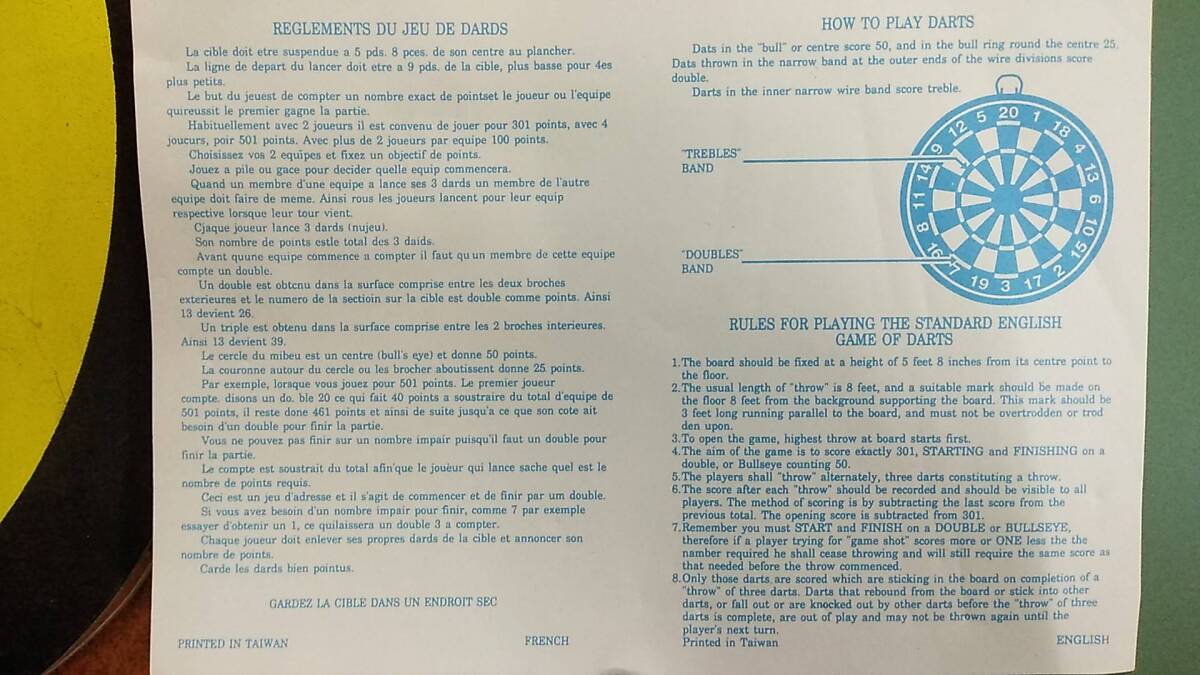 REGLEMENTS DU JEU DE DARDS
La cible doit etre suspendue a 5 pds. 8 pces. de son centre au plancher.
La ligne de depart du lancer doit etr a 9 pds. de la cible, plus basse pour 4es
plus petits.
Le but du jeuest de compter un nombre exact de pointset le joueur ou l'equipe
quireussit le premier gagne la partie.
Habituellement avec 2 joueurs il est convenu de jouer pour 301 points, avec 4
joucurs, poir 501 points. Avec plus de 2 joueurs par equipe 100 points.
Choisissez vos 2 equipes et fixez un objectif de points.
Jouez a pile ou gace pour decider quelle equip commencera.
Quand un membre d'une equipe a lance ses 3 dards un membre de l'autre
equipe doit faire de meme. Ainsi rous les joueurs lancent pour leur equip
respective lorsque leur tour vient.
Cjaque joueur lance 3 dards (nujeu).
Son nombre de points estle total des 3 daids.
Avant quune equipe commence a compter il faut qu'un membre de cette equipe
compte un double.
Un double est obtcnu dans la surface comprise entre les deux broches
exterieures et le numero de la sectioin sur la cible est double comme points. Ainsi
13 devient 26.
Un triple est obtenu dans la surface comprise entre les 2 broches interieures.
Ainsi 13 devient 39.
Le cercle du mibeu est un centre (bull's eye) et donne 50 points.
La couronne autour du cercle ou les brocher aboutissent donne 25 points.
Par exemple, lorsque vous jouez pour 501 points. Le premier joueur
compte. disons un do. ble 20 ce qui fait 40 points a soustraire du total d'equipe de
501 points, il reste donc 461 points et ainsi de suite jusqu'a ce que son cote ait
besoin d'un double pour finir la partie.
Vous ne pouvez pas finir sur un nombre impair puisqu'il faut un double pour
finir la partie.
Le compte est soustrait du total afin'que le joueur qui lance sache quel est le
nombre de points requis.
Ceci est un jeu d'adresse et il s'agit de commencer et de finir par um double.
Si vous avez besoin d'un nombre impair pour finir, comme 7 par exemple
essayer d'obtenir un 1, ce quilaissera un double 3 a compter.
Chaque joueur doit enlever ses propres dards de la cible et annoncer son
nombre de points.
Carde les dards bien pointus.
GARDEZ LA CIBLE DANS UN ENDROIT SEC
PRINTED IN TAIWAN
FRENCH
HOW TO PLAY DARTS
Dats in the "bull" or centre score 50, and in the bull ring round the centre 25.
Dats thrown in the narrow band at the outer ends of the wire divisions score
double.
Darts in the inner narrow wire band score treble.
"TREBLES"
BAND
"DOUBLES"
BAND
20 1 18 4 13 6 10 15 2 17 3 19 7 16 8 11 14 9 12 5
RULES FOR PLAYING THE STANDARD ENGLISH
GAME OF DARTS
1.The board should be fixed at a height of 5 feet 8 inches from its centre point to
the floor.
2.The usual length of "throw" is 8 feet, and a suitable mark should be made on
the floor 8 feet from the background supporting the board. This mark should be
3 feet long running parallel to the board, and must not be overtrodden or trod
den upon.
3.To open the game, highest throw at board starts first.
4.The aim of the game is to score exactly 301, STARTING and FINISHING on a
double, or Bullseye counting 50.
5.The players shall "throw" alternately, three darts constituting a throw.
6.The score after each "throw" should be recorded and should be visible to all
players. The method of scoring is by subtracting the last score from the
previous total. The opening score is subtracted from 301.
7.Remember you must START and FINISH on a DOUBLE or BULLSEYE,
therefore if a player trying for "game shot" scores more or ONE less the the
namber required he shall cease throwing and will still require the same score as
that needed before the throw commenced.
8.Only those darts are scored which are sticking in the board on completion of a
"throw" of three darts. Darts that rebound from the board or stick into other
darts, or fall out or are knocked out by other darts before the "throw" of three
darts is complete, are out of play and may not be thrown again until the
player's next turn.
Printed in Taiwan
ENGLISH